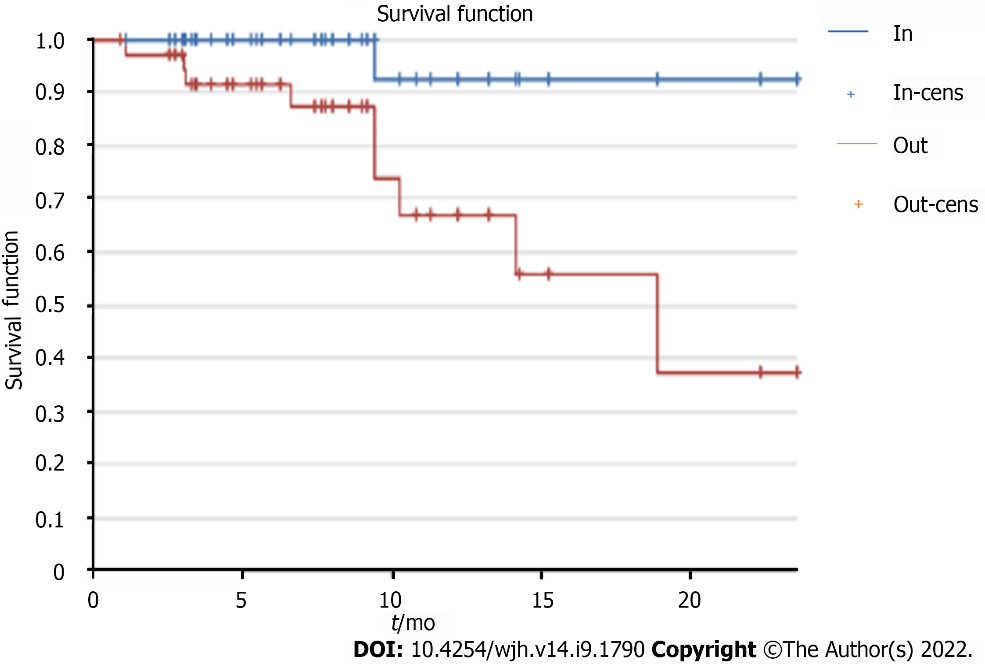 Survival function
In
In-cens
Out
Out-cens
Survival function
1.0
0.9
0.8
0.7
0.6
0.5
0.4
0.3
0.2
0.1
0
0 5 10 15 20
t/mo
DOI: 10.4254/wjh.v14.i9.1790 Copyright ©The Author(s) 2022.